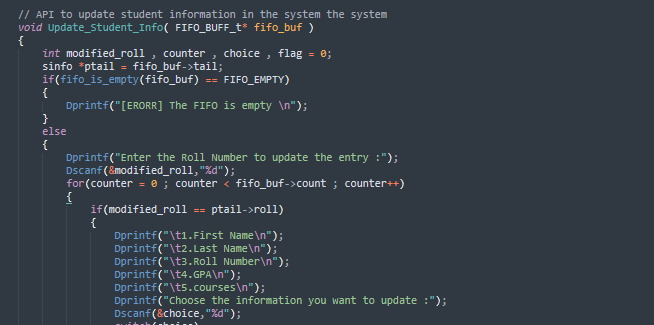 // API to update student information in the system the system
void Update_Student_Info( FIFO_BUFF_t* fifo_buf )
{
int modified_roll , counter , choice , flag = 0;
sinfo *ptail = fifo_buf->tail;
if(fifo_is_empty(fifo_buf) == FIFO_EMPTY)
{
Dprintf("[ERORR] The FIFO is empty \n");
}
else
{
Dprintf("Enter the Roll Number to update the entry :");
Dscanf(&modified_roll,"%d");
for(counter = 0 ; counter < fifo_buf->count ; counter++)
{
if(modified_roll == ptail->roll)
{
Dprintf("\t1.First Name\n");
Dprintf("\t2.Last Name\n");
Dprintf("\t3.Roll Number\n");
Dprintf("\t4.GPA\n");
Dprintf("\t5.courses\n");
Dprintf("Choose the information you want to update :");
Dscanf(&choice,"%d");
switch(choice)